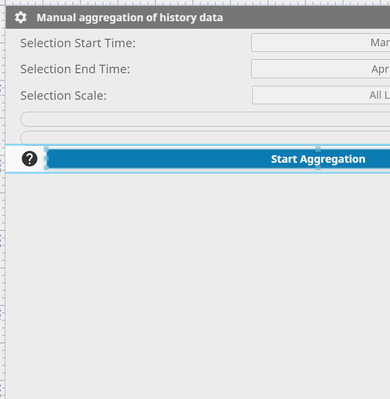 Manual aggregation of history data
Selection Start Time: Mar
Selection End Time: Apr
Selection Scale: All L
? Start Aggregation